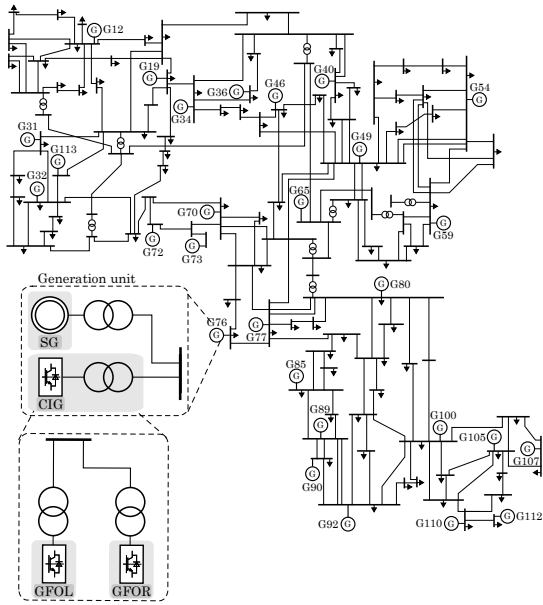 G12
G
G19
G
G36
G
G46
G
G40
G
G54
G
G34
G
G31
G
G113
G
G49
G
G32
G
G65
G
G70
G
G72
G
G73
G
G59
G
Generation unit
G80
G
SG
CIG
G76
G
G77
G
G85
G
G89
G
G90
G
G92
G
G100
G
G105
G
G107
G
G110
G
G112
G
GFOL
GFOR